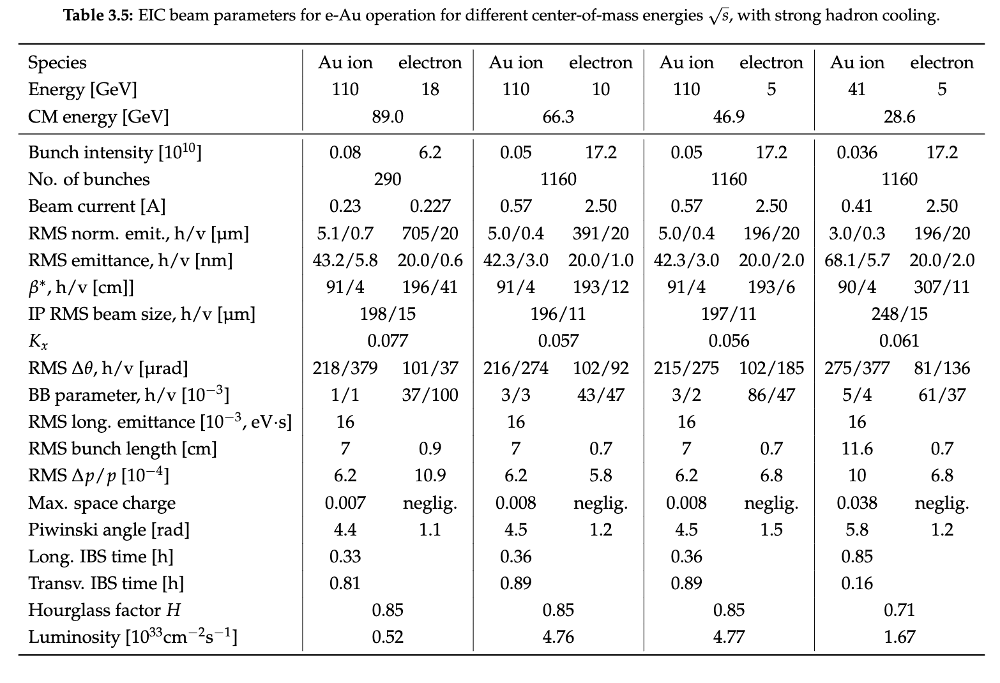 Table 3.5: EIC beam parameters for e-Au operation for different center-of-mass energies √s, with strong hadron cooling.
Species Au ion electron Au ion electron Au ion electron Au ion electron
Energy [GeV] 110 18 110 10 110 5 41 5
CM energy [GeV] 89.0 66.3 46.9 28.6
Bunch intensity [10¹⁰] 0.08 6.2 0.05 17.2 0.05 17.2 0.036 17.2
No. of bunches 290 1160 1160 1160
Beam current [A] 0.23 0.227 0.57 2.50 0.57 2.50 0.41 2.50
RMS norm. emit., h/v [μm] 5.1/0.7 705/20 5.0/0.4 391/20 5.0/0.4 196/20 3.0/0.3 196/20
RMS emittance, h/v [nm] 43.2/5.8 20.0/0.6 42.3/3.0 20.0/1.0 42.3/3.0 20.0/2.0 68.1/5.7 20.0/2.0
β*, h/v [cm]] 91/4 196/41 91/4 193/12 91/4 193/6 90/4 307/11
IP RMS beam size, h/v [μm] 198/15 196/11 197/11 248/15
Kₓ 0.077 0.057 0.056 0.061
RMS Δθ, h/v [μrad] 218/379 101/37 216/274 102/92 215/275 102/185 275/377 81/136
BB parameter, h/v [10⁻³] 1/1 37/100 3/3 43/47 3/2 86/47 5/4 61/37
RMS long. emittance [10⁻³, eV·s] 16 16 16 16
RMS bunch length [cm] 7 0.9 7 0.7 7 0.7 11.6 0.7
RMS Δp/p [10⁻⁴] 6.2 10.9 6.2 5.8 6.2 6.8 10 6.8
Max. space charge 0.007 neglig. 0.008 neglig. 0.008 neglig. 0.038 neglig.
Piwinski angle [rad] 4.4 1.1 4.5 1.2 4.5 1.5 5.8 1.2
Long. IBS time [h] 0.33 0.36 0.36 0.85
Transv. IBS time [h] 0.81 0.89 0.89 0.16
Hourglass factor H 0.85 0.85 0.85 0.71
Luminosity [10³³cm⁻²s⁻¹] 0.52 4.76 4.77 1.67